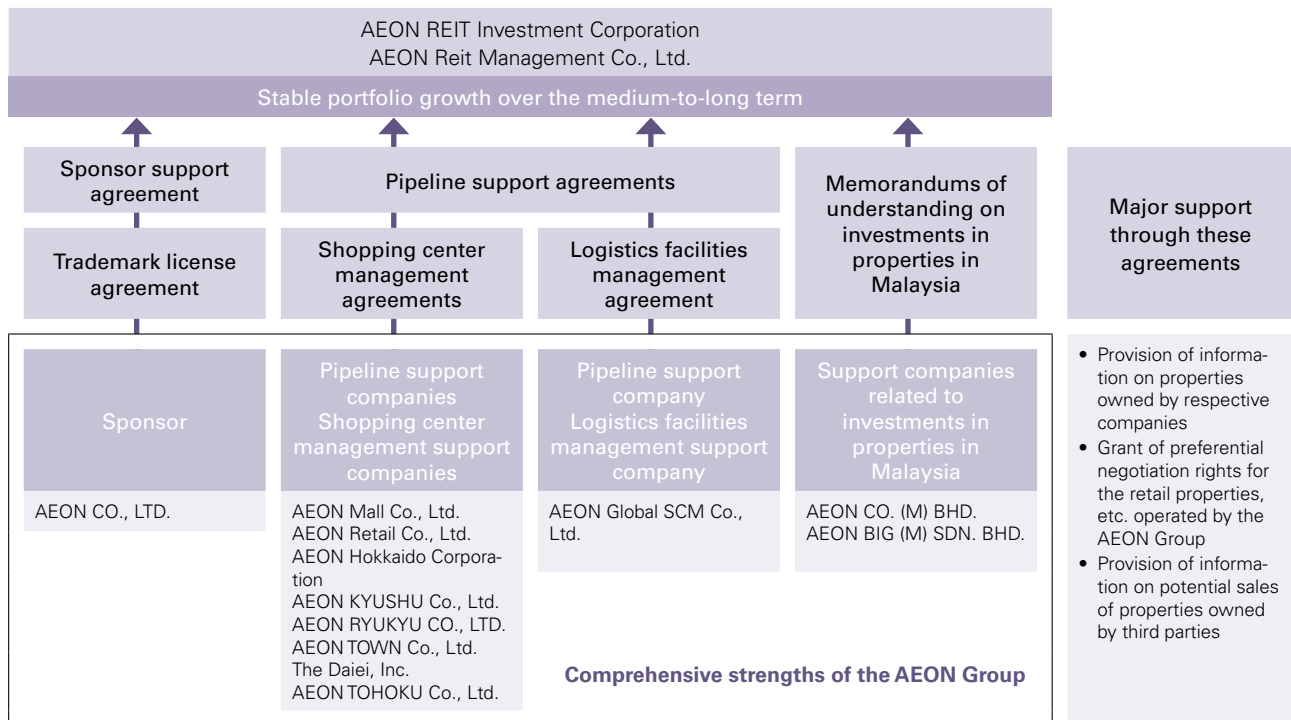 AEON REIT Investment Corporation
AEON Reit Management Co., Ltd.
Stable portfolio growth over the medium-to-long term
Sponsor support
agreement
Pipeline support agreements
Memorandums of
understanding on
investments in
properties in
Malaysia
Major support
through these
agreements
Trademark license
agreement
Shopping center
management
agreements
Logistics facilities
management
agreement
Sponsor
Pipeline support
companies
Shopping center
management support
companies
Pipeline support
company
Logistics facilities
management support
company
Support companies
related to
investments in
properties in
Malaysia
AEON CO., LTD.
AEON Mall Co., Ltd.
AEON Retail Co., Ltd.
AEON Hokkaido Corpora-
tion
AEON KYUSHU Co., Ltd.
AEON RYUKYU CO., LTD.
AEON TOWN Co., Ltd.
The Daiei, Inc.
AEON TOHOKU Co., Ltd.
AEON Global SCM Co.,
Ltd.
AEON CO. (M) BHD.
AEON BIG (M) SDN. BHD.
• Provision of informa-
tion on properties
owned by respective
companies
• Grant of preferential
negotiation rights for
the retail properties,
etc. operated by the
AEON Group
• Provision of informa-
tion on potential sales
of properties owned
by third parties
Comprehensive strengths of the AEON Group